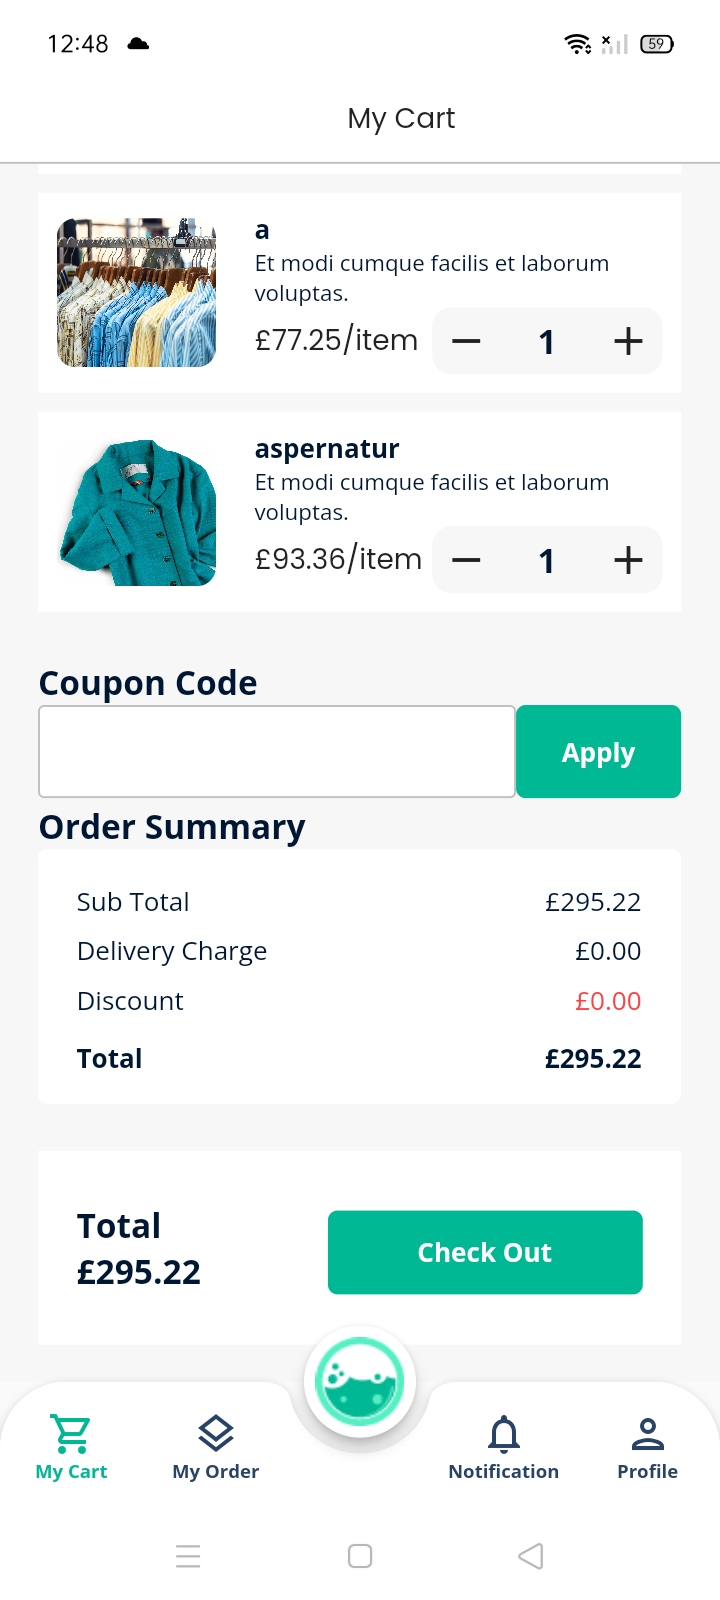 12:48
59
My Cart
a
Et modi cumque facilis et laborum
voluptas.
£77.25/item
1
aspernatur
Et modi cumque facilis et laborum
voluptas.
£93.36/item
1
Coupon Code
Apply
Order Summary
Sub Total £295.22
Delivery Charge £0.00
Discount £0.00
Total £295.22
Total
£295.22
Check Out
My Cart My Order Notification Profile